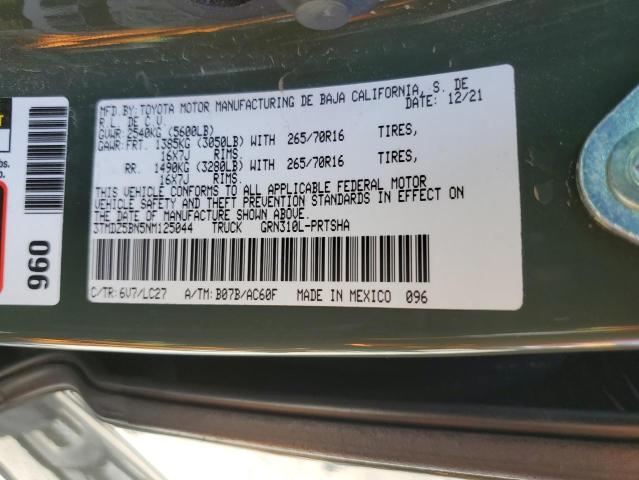 MFD.BY:TOYOTA MOTOR MANUFACTURING DE BAJA CALIFORNIA, S. DE
R.L. DE C.V. DATE: 12/21
GVWR: 2540KG (5600LB)
GAWR:FRT. 1385KG (3050LB) WITH 265/70R16 TIRES,
16X7J RIMS,
RR. 1490KG (3280LB) WITH 265/70R16 TIRES,
16X7J RIMS.
THIS VEHICLE CONFORMS TO ALL APPLICABLE FEDERAL MOTOR
VEHICLE SAFETY AND THEFT PREVENTION STANDARDS IN EFFECT ON
THE DATE OF MANUFACTURE SHOWN ABOVE.
3TMDZ5BN5NM125044 TRUCK GRN310L-PRTSHA
C/TR: 6V7/LC27 A/TM: B07B/AC60F MADE IN MEXICO 096
096